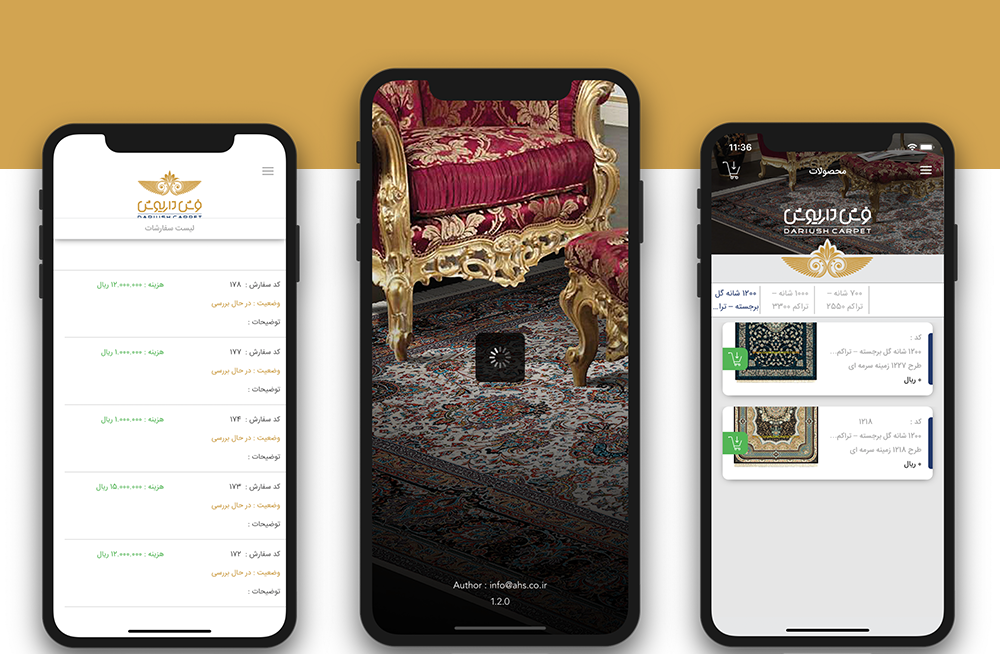 فرش داریوش
DARIUSH CARPET
لیست سفارشات
کد سفارش : ۱۷۸
هزینه : ۱۲.۰۰۰.۰۰۰ ریال
وضعیت : در حال بررسی
توضیحات :
کد سفارش : ۱۷۷
هزینه : ۱.۰۰۰.۰۰۰ ریال
وضعیت : در حال بررسی
توضیحات :
کد سفارش : ۱۷۴
هزینه : ۱.۰۰۰.۰۰۰ ریال
وضعیت : در حال بررسی
توضیحات :
کد سفارش : ۱۷۳
هزینه : ۱۵.۰۰۰.۰۰۰ ریال
وضعیت : در حال بررسی
توضیحات :
کد سفارش : ۱۷۲
هزینه : ۱۲.۰۰۰.۰۰۰ ریال
وضعیت : در حال بررسی
توضیحات :
Author : info@ahs.co.ir
1.2.0
11:36
محصولات
فرش داریوش
DARIUSH CARPET
۷۰۰ شانه –
تراکم ۲۵۵۰
۱۰۰۰ شانه –
تراکم ۳۳۰۰
۱۲۰۰ شانه گل
برجسته – ترا...
کد :
۱۲۰۰ شانه گل برجسته – تراکم...
طرح ۱۲۲۷ زمینه سرمه ای
۰ ریال
کد : ۱۲۱۸
۱۲۰۰ شانه گل برجسته – تراکم...
طرح ۱۲۱۸ زمینه سرمه ای
۰ ریال